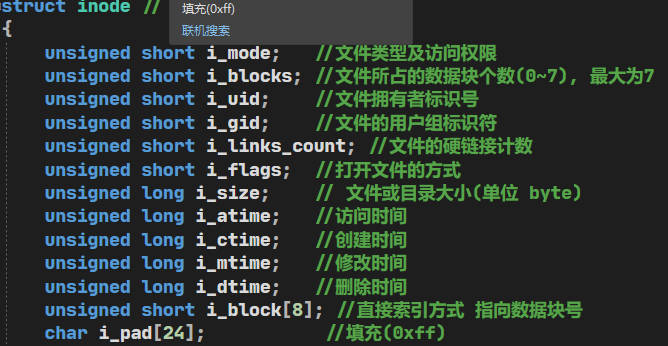 struct inode //
填充(0xff)
联机搜索
{
unsigned short i_mode; //文件类型及访问权限
unsigned short i_blocks; //文件所占的数据块个数(0~7), 最大为7
unsigned short i_uid; //文件拥有者标识号
unsigned short i_gid; //文件的用户组标识符
unsigned short i_links_count; //文件的硬链接计数
unsigned short i_flags; //打开文件的方式
unsigned long i_size; // 文件或目录大小(单位 byte)
unsigned long i_atime; //访问时间
unsigned long i_ctime; //创建时间
unsigned long i_mtime; //修改时间
unsigned long i_dtime; //删除时间
unsigned short i_block[8]; //直接索引方式 指向数据块号
char i_pad[24]; //填充(0xff)